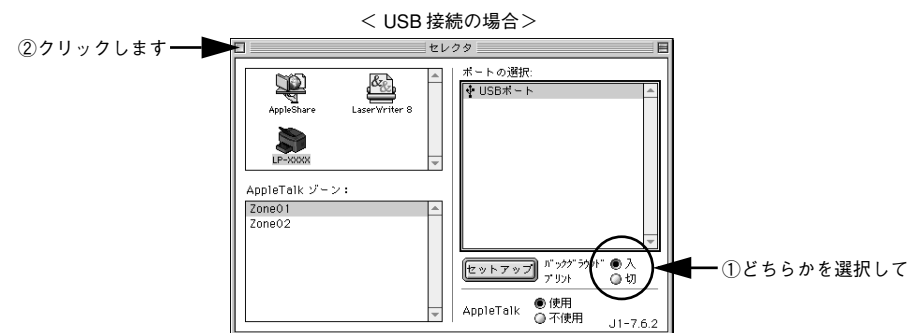 ＜ USB 接続の場合＞
②クリックします
セレクタ
AppleShare
LaserWriter 8
LP-XXXX
ポートの選択:
USBポート
AppleTalk ゾーン：
Zone01
Zone02
セットアップ
バックグラウンド
プリント
入
切
①どちらかを選択して
AppleTalk
使用
不使用
J1-7.6.2